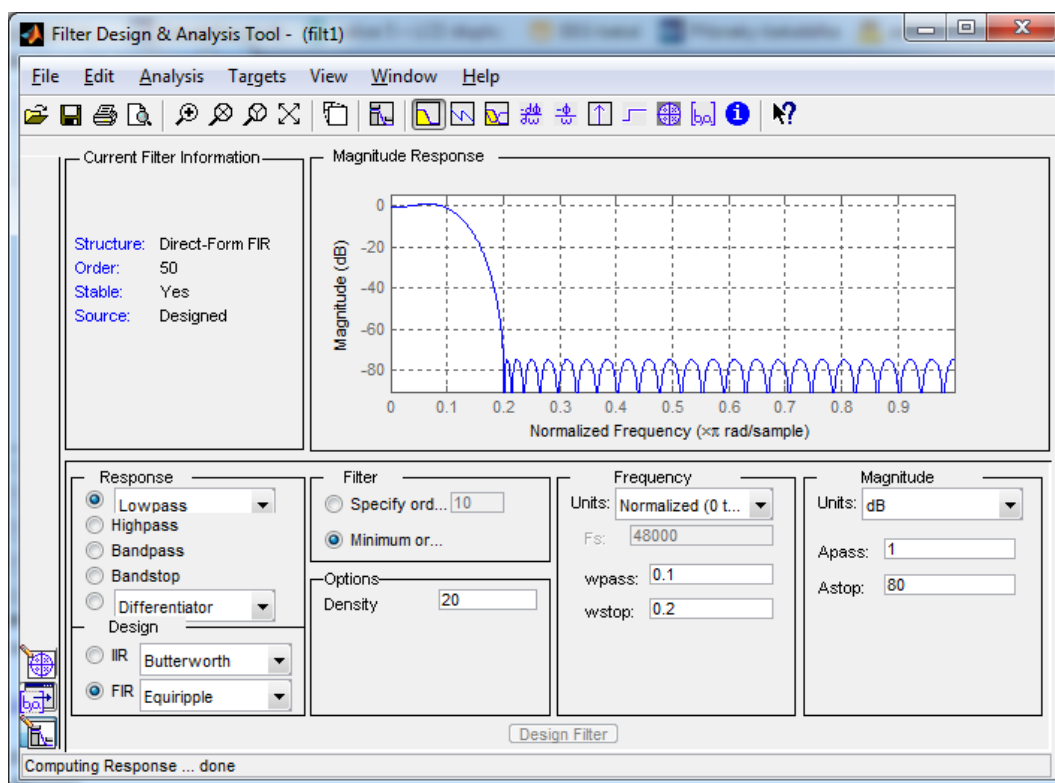 Filter Design & Analysis Tool - (filt1)
File Edit Analysis Targets View Window Help
Current Filter Information
Structure: Direct-Form FIR
Order: 50
Stable: Yes
Source: Designed
Magnitude Response
Magnitude (dB)
0
-20
-40
-60
-80
0 0.1 0.2 0.3 0.4 0.5 0.6 0.7 0.8 0.9
Normalized Frequency (×π rad/sample)
Response
Lowpass
Highpass
Bandpass
Bandstop
Differentiator
Design
IIR Butterworth
FIR Equiripple
Filter
Specify ord... 10
Minimum or...
Options
Density 20
Frequency
Units: Normalized (0 t...
Fs: 48000
wpass: 0.1
wstop: 0.2
Magnitude
Units: dB
Apass: 1
Astop: 80
Design Filter
Computing Response ... done